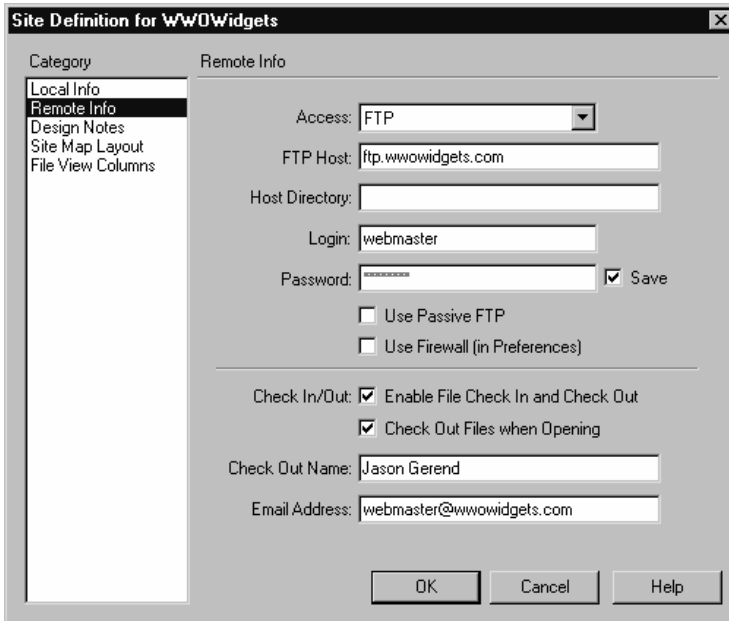 Site Definition for WWOWidgets
Category
Local Info
Remote Info
Design Notes
Site Map Layout
File View Columns
Remote Info
Access: FTP
FTP Host: ftp.wwowidgets.com
Host Directory:
Login: webmaster
Password: ********
Save
Use Passive FTP
Use Firewall (in Preferences)
Check In/Out: Enable File Check In and Check Out
Check Out Files when Opening
Check Out Name: Jason Gerend
Email Address: webmaster@wwowidgets.com
OK Cancel Help